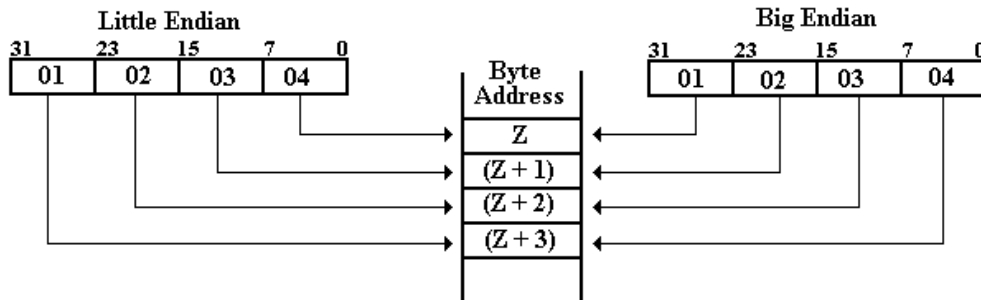 Little Endian
31 23 15 7 0
01 02 03 04
Byte
Address
Z
(Z + 1)
(Z + 2)
(Z + 3)
Big Endian
31 23 15 7 0
01 02 03 04